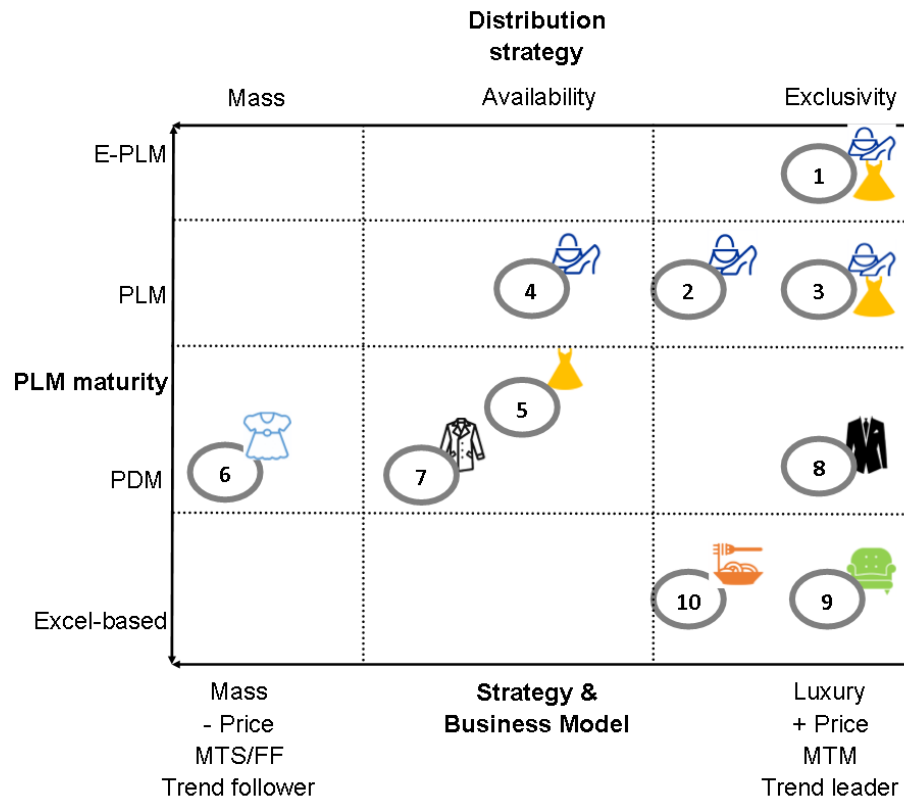 Distribution
strategy
Mass
Availability
Exclusivity
E-PLM
1
PLM
4
2
3
PLM maturity
5
6
7
8
PDM
10
9
Excel-based
Mass
- Price
MTS/FF
Trend follower
Strategy &
Business Model
Luxury
+ Price
MTM
Trend leader